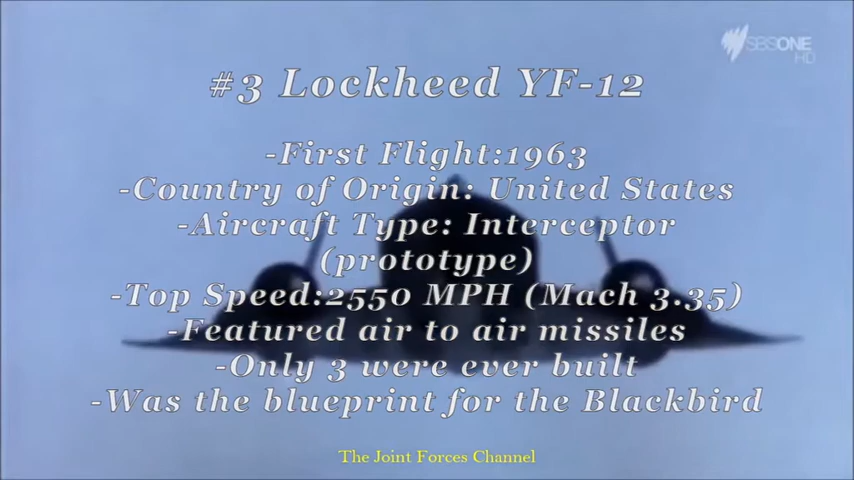 SBSONE
HD
#3 Lockheed YF-12
-First Flight:1963
-Country of Origin: United States
-Aircraft Type: Interceptor
(prototype)
-Top Speed:2550 MPH (Mach 3.35)
-Featured air to air missiles
-Only 3 were ever built
-Was the blueprint for the Blackbird
The Joint Forces Channel